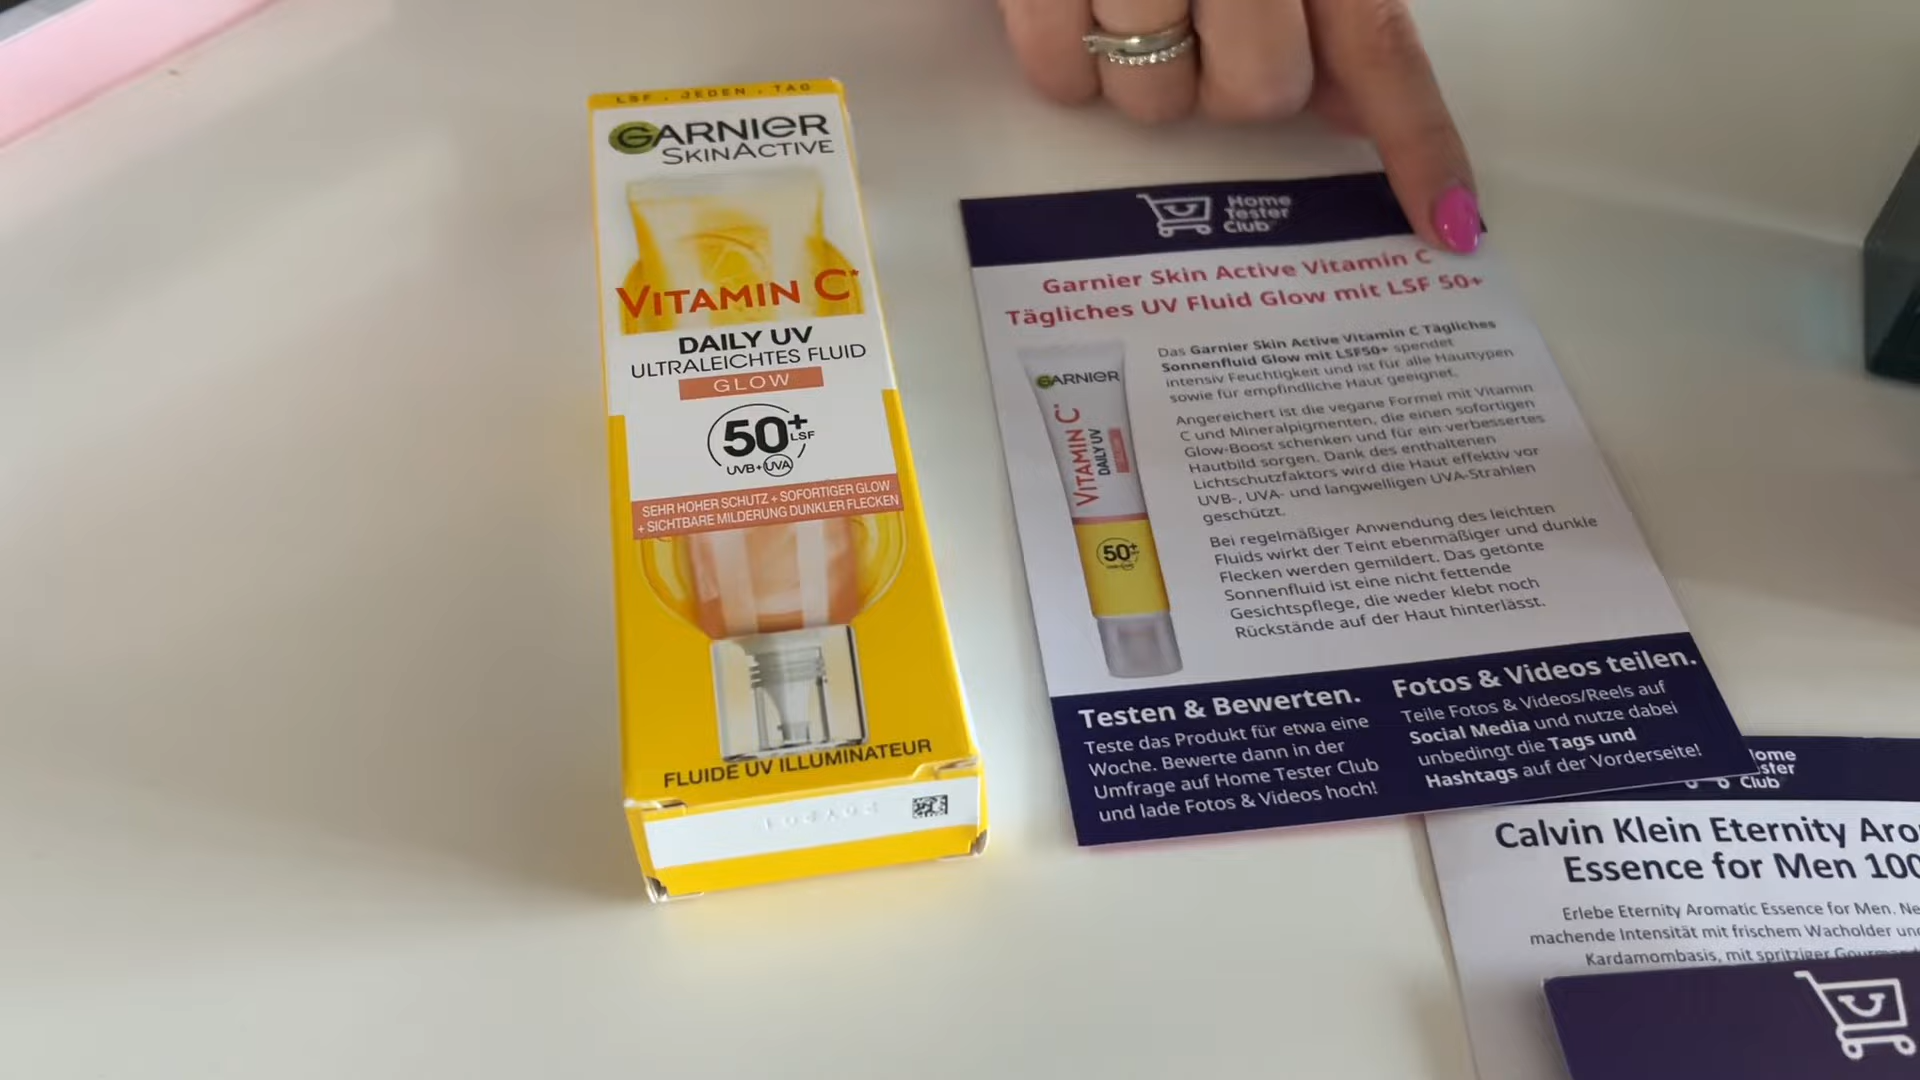 LSF . JEDEN . TAG
GARNIER
SKINACTIVE
VITAMIN C*
DAILY UV
ULTRALEICHTES FLUID
GLOW
50+
LSF
UVB+UVA
SEHR HOHER SCHUTZ + SOFORTIGER GLOW
+ SICHTBARE MILDERUNG DUNKLER FLECKEN
FLUIDE UV ILLUMINATEUR
Home
Tester
Club
Garnier Skin Active Vitamin C
Tägliches UV Fluid Glow mit LSF 50+
Das Garnier Skin Active Vitamin C Tägliches
Sonnenfluid Glow mit LSF50+ spendet
intensiv Feuchtigkeit und ist für alle Hauttypen
sowie für empfindliche Haut geeignet.
Angereichert ist die vegane Formel mit Vitamin
C und Mineralpigmenten, die einen sofortigen
Glow-Boost schenken und für ein verbessertes
Hautbild sorgen. Dank des enthaltenen
Lichtschutzfaktors wird die Haut effektiv vor
UVB-, UVA- und langwelligen UVA-Strahlen
geschützt.
Bei regelmäßiger Anwendung des leichten
Fluids wirkt der Teint ebenmäßiger und dunkle
Flecken werden gemildert. Das getönte
Sonnenfluid ist eine nicht fettende
Gesichtspflege, die weder klebt noch
Rückstände auf der Haut hinterlässt.
GARNIER
VITAMIN C*
DAILY UV
50+
Testen & Bewerten.
Teste das Produkt für etwa eine
Woche. Bewerte dann in der
Umfrage auf Home Tester Club
und lade Fotos & Videos hoch!
Fotos & Videos teilen.
Teile Fotos & Videos/Reels auf
Social Media und nutze dabei
unbedingt die Tags und
Hashtags auf der Vorderseite!
ome
ster
Club
Calvin Klein Eternity Aro
Essence for Men 100
Erlebe Eternity Aromatic Essence for Men. Ne
machende Intensität mit frischem Wacholder un
Kardamombasis, mit spritziger